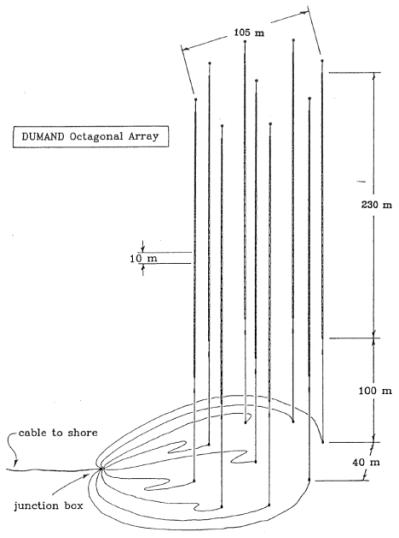 105 m
DUMAND Octagonal Array
230 m
10 m
100 m
cable to shore
40 m
junction box